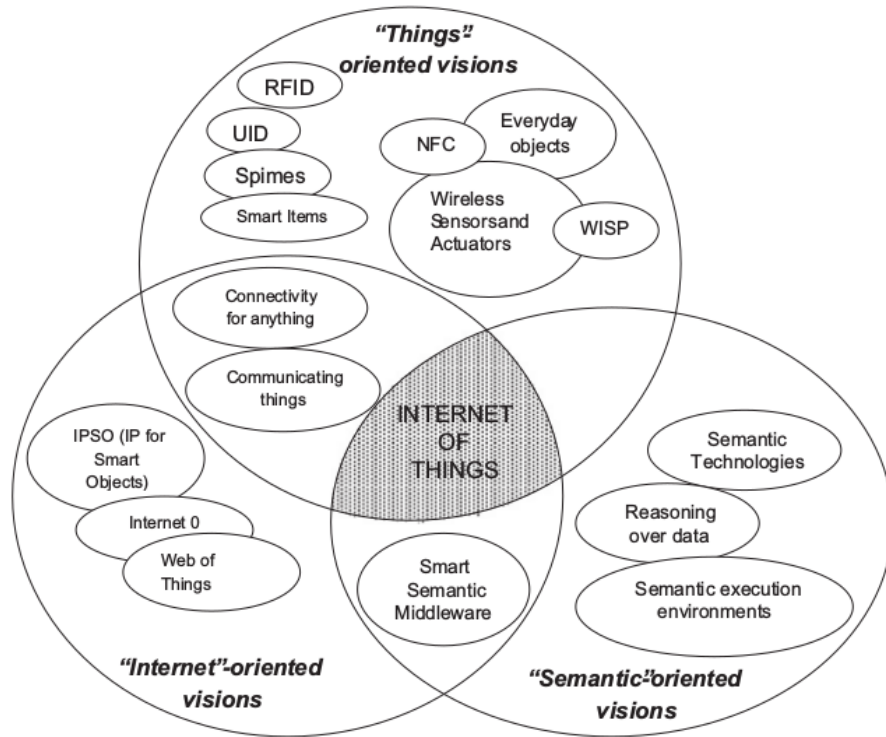 “Things”-
oriented visions
RFID
UID
Spimes
Smart Items
NFC
Everyday
objects
Wireless
Sensorsand
Actuators
WISP
Connectivity
for anything
Communicating
things
INTERNET
OF
THINGS
IPSO (IP for
Smart
Objects)
Internet 0
Web of
Things
Semantic
Technologies
Reasoning
over data
Semantic execution
environments
Smart
Semantic
Middleware
“Internet”-oriented
visions
“Semantic”-oriented
visions